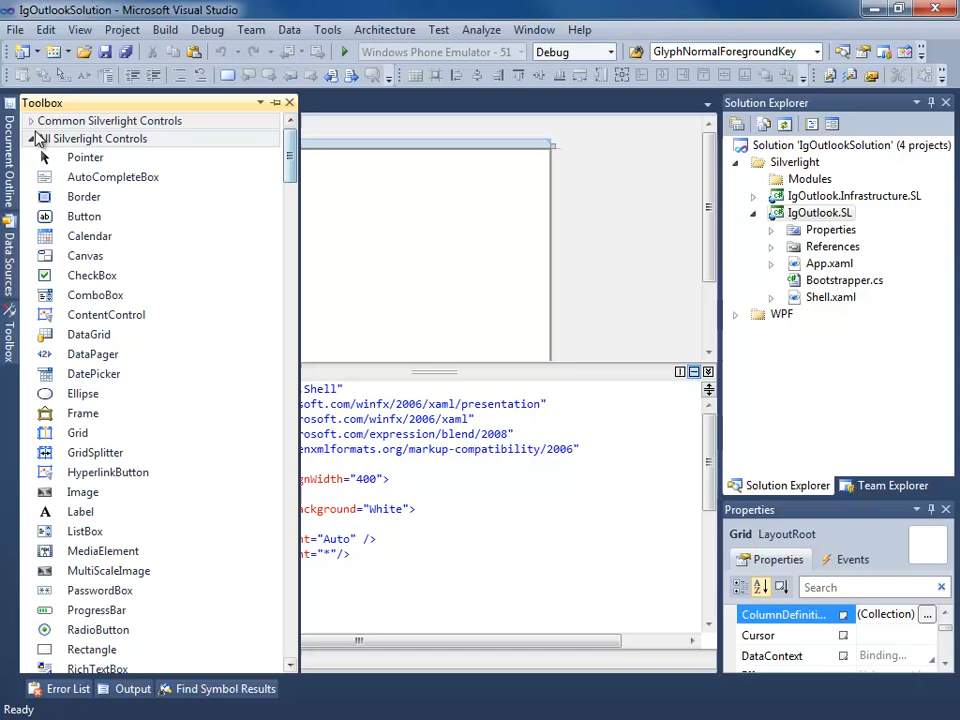 IgOutlookSolution - Microsoft Visual Studio
File Edit View Project Build Debug Team Data Tools Architecture Test Analyze Window Help
Windows Phone Emulator - 51 Debug GlyphNormalForegroundKey
Toolbox
Common Silverlight Controls
ll Silverlight Controls
Pointer
AutoCompleteBox
Border
Button
Calendar
Canvas
CheckBox
ComboBox
ContentControl
DataGrid
DataPager
DatePicker
Ellipse
Frame
Grid
GridSplitter
HyperlinkButton
Image
Label
ListBox
MediaElement
MultiScaleImage
PasswordBox
ProgressBar
RadioButton
Rectangle
RichTextBox
Document Outline
Data Sources
Toolbox
.Shell"
rosoft.com/winfx/2006/xaml/presentation"
rosoft.com/winfx/2006/xaml"
rosoft.com/expression/blend/2008"
enxmlformats.org/markup-compatibility/2006"
gnWidth="400">
ackground="White">
nt="Auto" />
nt="*"/>
Solution Explorer
Solution 'IgOutlookSolution' (4 projects)
Silverlight
Modules
IgOutlook.Infrastructure.SL
IgOutlook.SL
Properties
References
App.xaml
Bootstrapper.cs
Shell.xaml
WPF
Solution Explorer Team Explorer
Properties
Grid LayoutRoot
Properties Events
Search
ColumnDefiniti... (Collection) ...
Cursor
DataContext Binding...
Error List Output Find Symbol Results
Ready